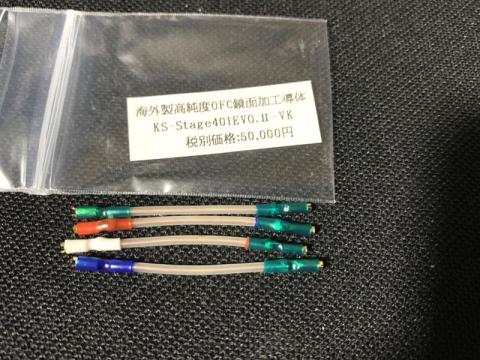 海外製高純度OFC鏡面加工導体
KS-Stage401EVO.II-VK
税別価格:50,000円